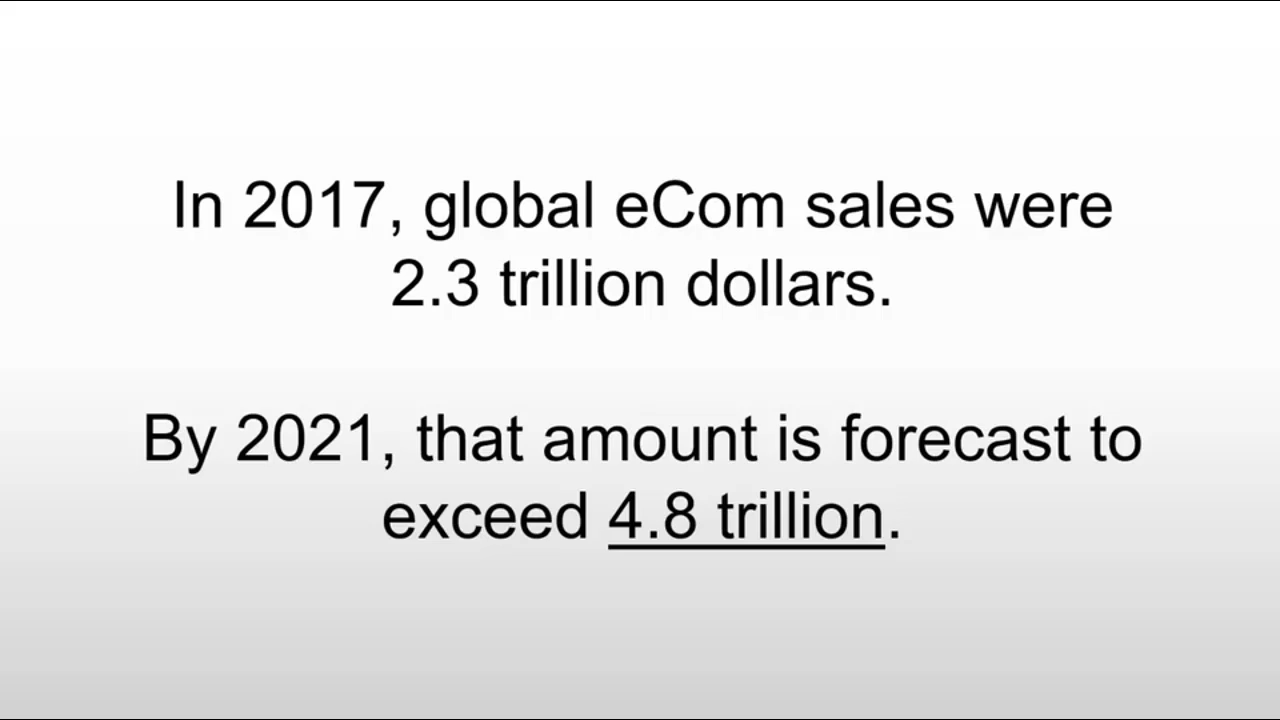 In 2017, global eCom sales were
2.3 trillion dollars.
By 2021, that amount is forecast to
exceed 4.8 trillion.